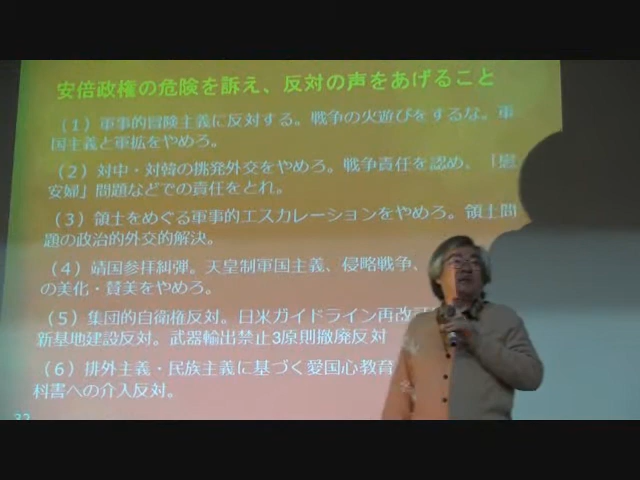 安倍政権の危険を訴え、反対の声をあげること
（1）軍事的冒険主義に反対する。戦争の火遊びをするな。軍
国主義と軍拡をやめろ。
（2）対中・対韓の挑発外交をやめろ。戦争責任を認め、「慰
安婦」問題などでの責任をとれ。
（3）領土をめぐる軍事的エスカレーションをやめろ。領土問
題の政治的外交的解決。
（4）靖国参拝糾弾。天皇制軍国主義、侵略戦争、
の美化・賛美をやめろ。
（5）集団的自衛権反対。日米ガイドライン再改
新基地建設反対。武器輸出禁止3原則撤廃反対
（6）排外主義・民族主義に基づく愛国心教育
科書への介入反対。
32